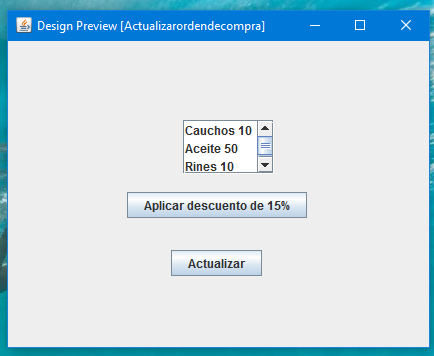 Design Preview [Actualizarordendecompra]
Cauchos 10
Aceite 50
Rines 10
Aplicar descuento de 15%
Actualizar